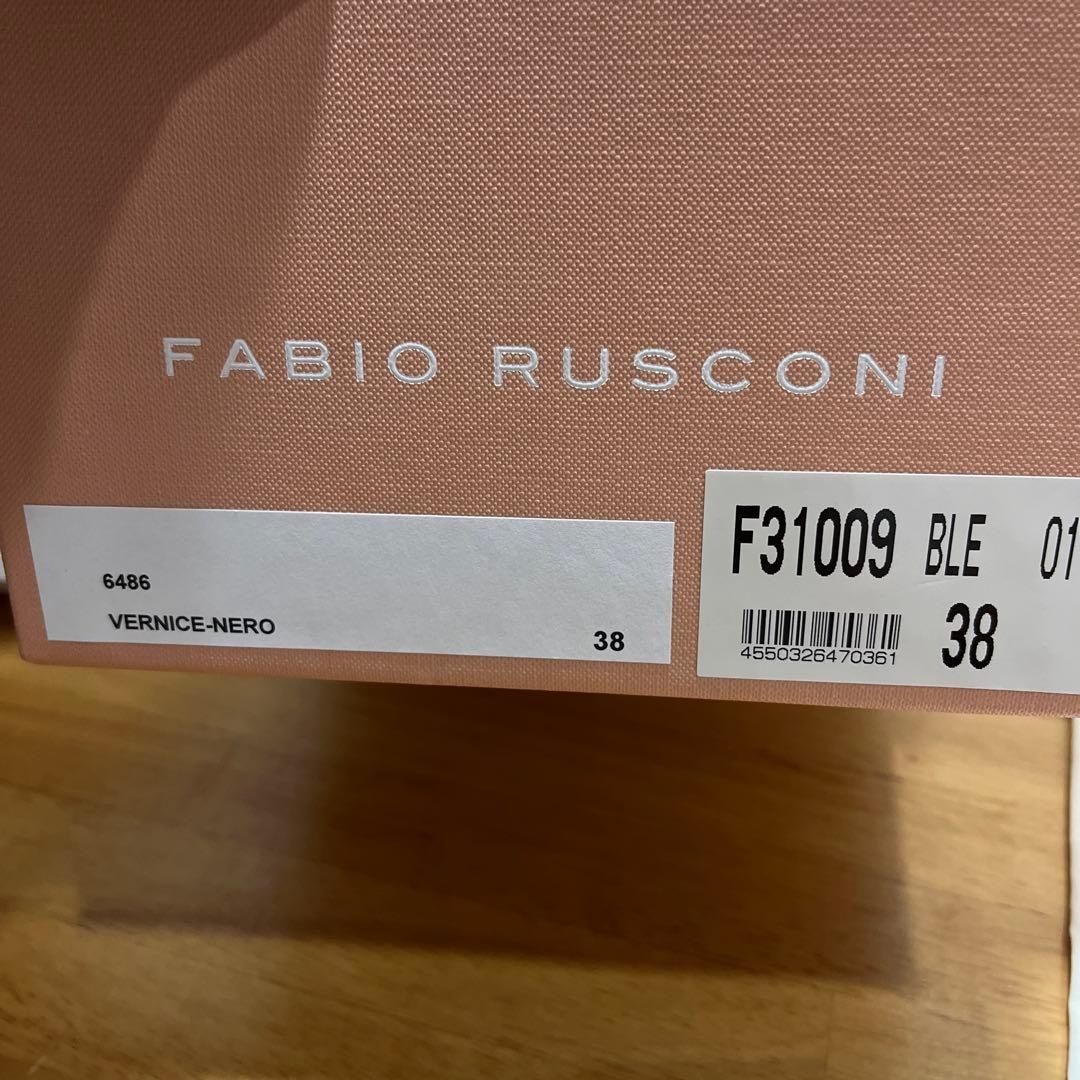 FABIO RUSCONI
6486
VERNICE-NERO
38
F31009 BLE 01
4550326470361
38